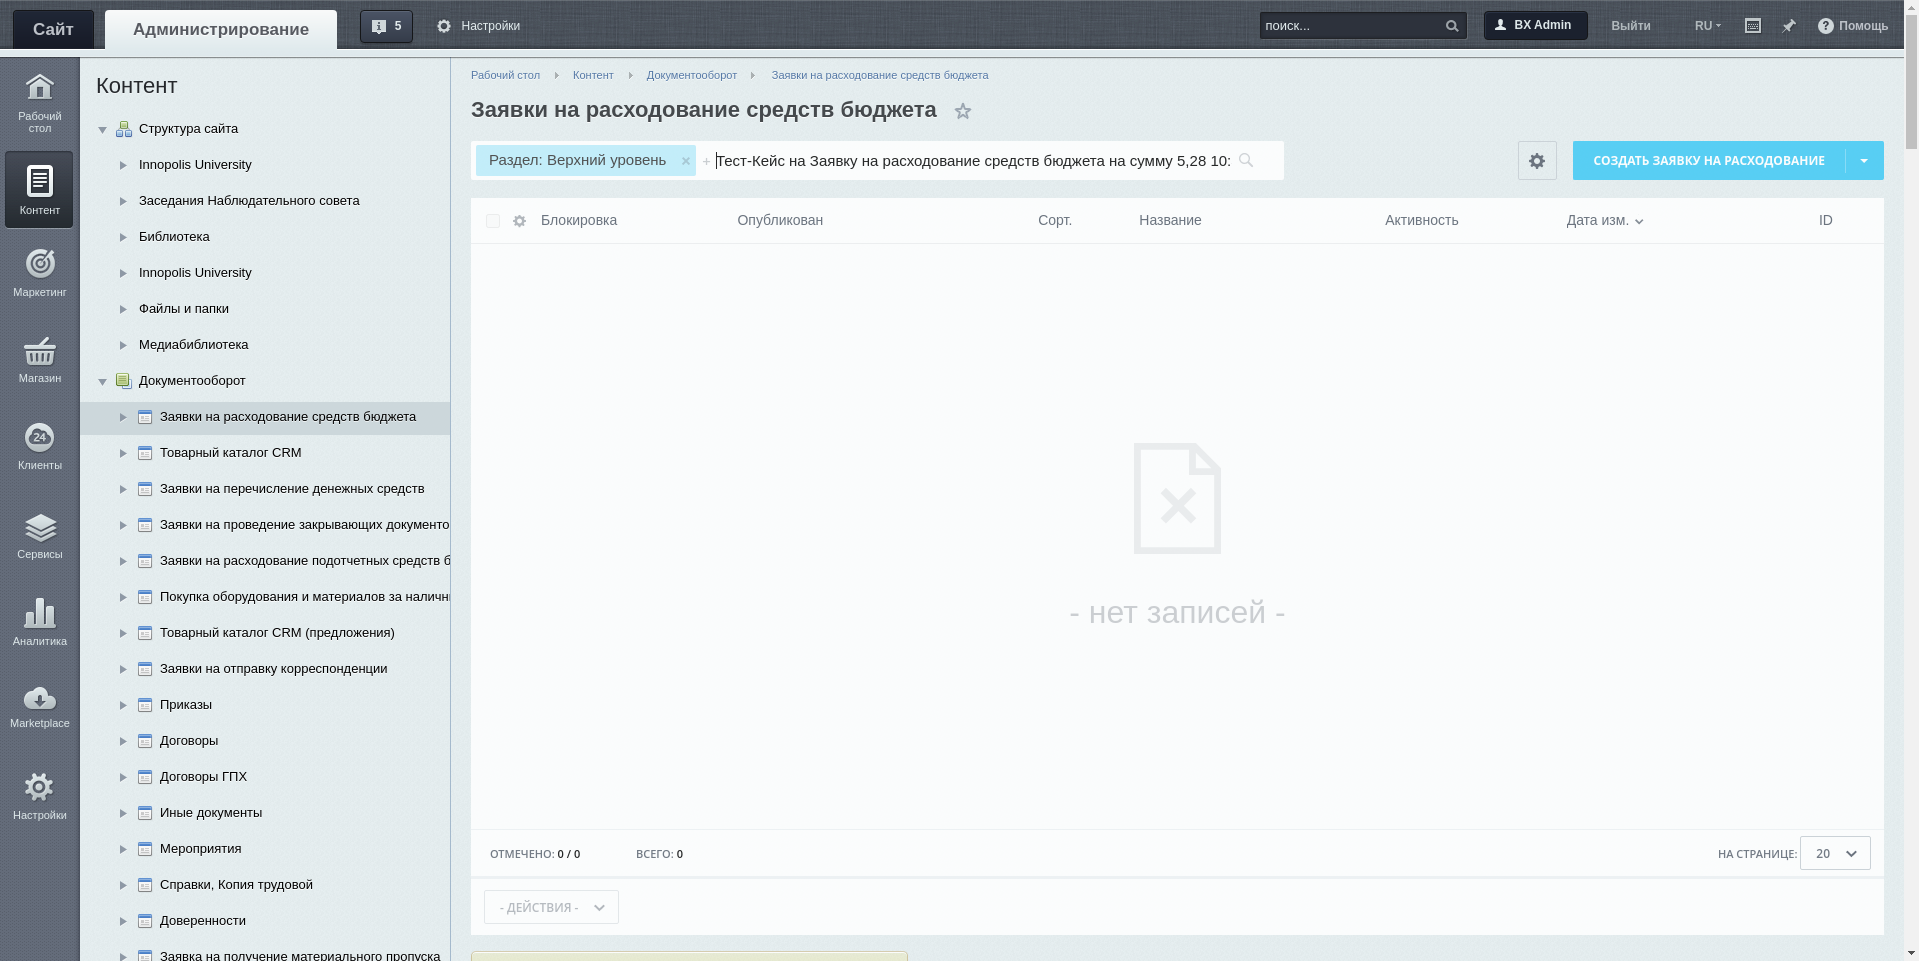 Сайт
Администрирование
5
Настройки
поиск...
BX Admin
Выйти
RU
Помощь
Рабочий стол
Контент
Маркетинг
Магазин
24
Клиенты
Сервисы
Аналитика
Marketplace
Настройки
Контент
Структура сайта
Innopolis University
Заседания Наблюдательного совета
Библиотека
Innopolis University
Файлы и папки
Медиабиблиотека
Документооборот
Заявки на расходование средств бюджета
Товарный каталог CRM
Заявки на перечисление денежных средств
Заявки на проведение закрывающих документо
Заявки на расходование подотчетных средств б
Покупка оборудования и материалов за наличн
Товарный каталог CRM (предложения)
Заявки на отправку корреспонденции
Приказы
Договоры
Договоры ГПХ
Иные документы
Мероприятия
Справки, Копия трудовой
Доверенности
Заявка на получение материального пропуска
Рабочий стол Контент Документооборот Заявки на расходование средств бюджета
Заявки на расходование средств бюджета
Раздел: Верхний уровень × + Тест-Кейс на Заявку на расходование средств бюджета на сумму 5,28 10:
СОЗДАТЬ ЗАЯВКУ НА РАСХОДОВАНИЕ
Блокировка Опубликован Сорт. Название Активность Дата изм. ID
- нет записей -
ОТМЕЧЕНО: 0 / 0 ВСЕГО: 0 НА СТРАНИЦЕ: 20
- ДЕЙСТВИЯ -